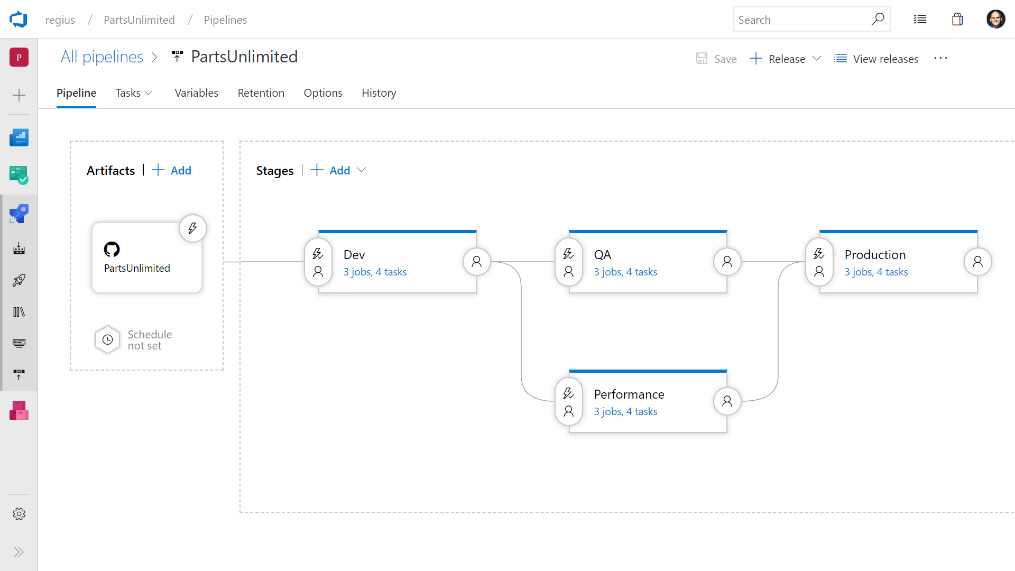 regius / PartsUnlimited / Pipelines
Search
P
All pipelines > PartsUnlimited
Save
+ Release
View releases
...
Pipeline
Tasks
Variables
Retention
Options
History
Artifacts | + Add
Stages | + Add
PartsUnlimited
Schedule
not set
Dev
3 jobs, 4 tasks
QA
3 jobs, 4 tasks
Production
3 jobs, 4 tasks
Performance
3 jobs, 4 tasks